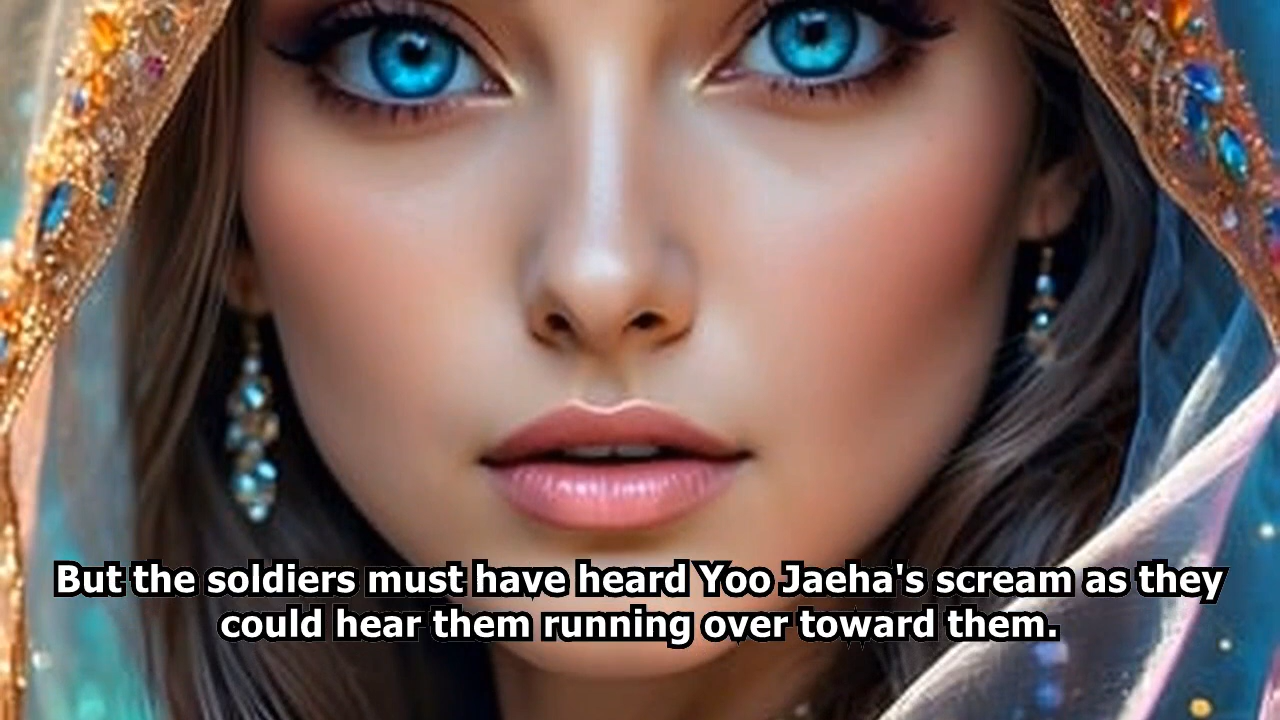 But the soldiers must have heard Yoo Jaeha's scream as they
could hear them running over toward them.